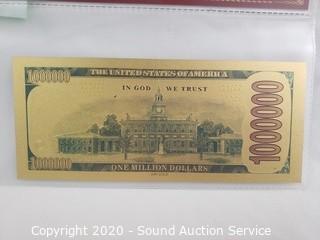 1000000
THE UNITED STATES OF AMERICA
IN GOD WE TRUST
1000000
1000000
ONE MILLION DOLLARS
Copyright 2020 - Sound Auction Service